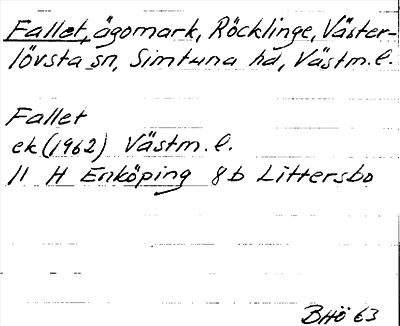 Fallet, ägomark, Röcklinge, Väster-
lövsta sn, Simtuna hd, Västm. l.
Fallet
ek (1962) Västm. l.
11 H Enköping 8b Littersbo
BHÖ 63